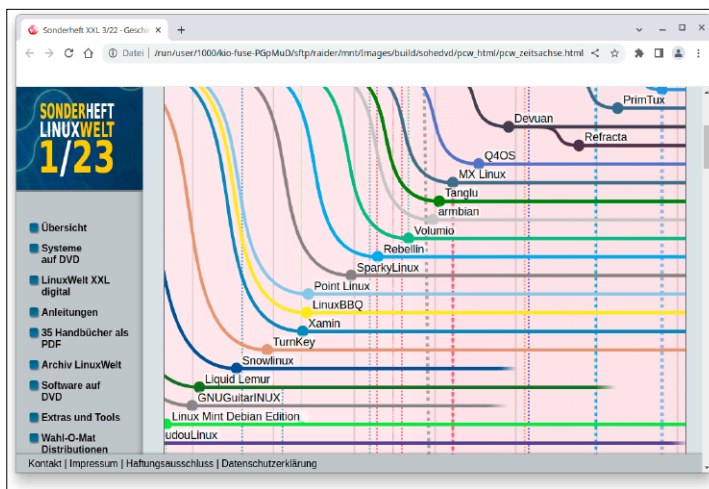 Sonderheft XXL 3/22 - Geschi
Datei | /run/user/1000/kio-fuse-PGpMuD/sftp/raider/mnt/Images/build/sohedvd/pcw_html/pcw_zeitsachse.html
SONDERHEFT
LINUXWELT
1/23
Übersicht
Systeme
auf DVD
LinuxWelt XXL
digital
Anleitungen
35 Handbücher als
PDF
Archiv LinuxWelt
Software auf
DVD
Extras und Tools
Wahl-O-Mat
Distributionen
PrimTux
Devuan
Refracta
Q4OS
MX Linux
Tanglu
armbian
Volumio
Rebellin
SparkyLinux
Point Linux
LinuxBBQ
Xamin
TurnKey
Snowlinux
Liquid Lemur
GNUGuitarINUX
Linux Mint Debian Edition
udouLinux
Kontakt | Impressum | Haftungsausschluss | Datenschutzerklärung